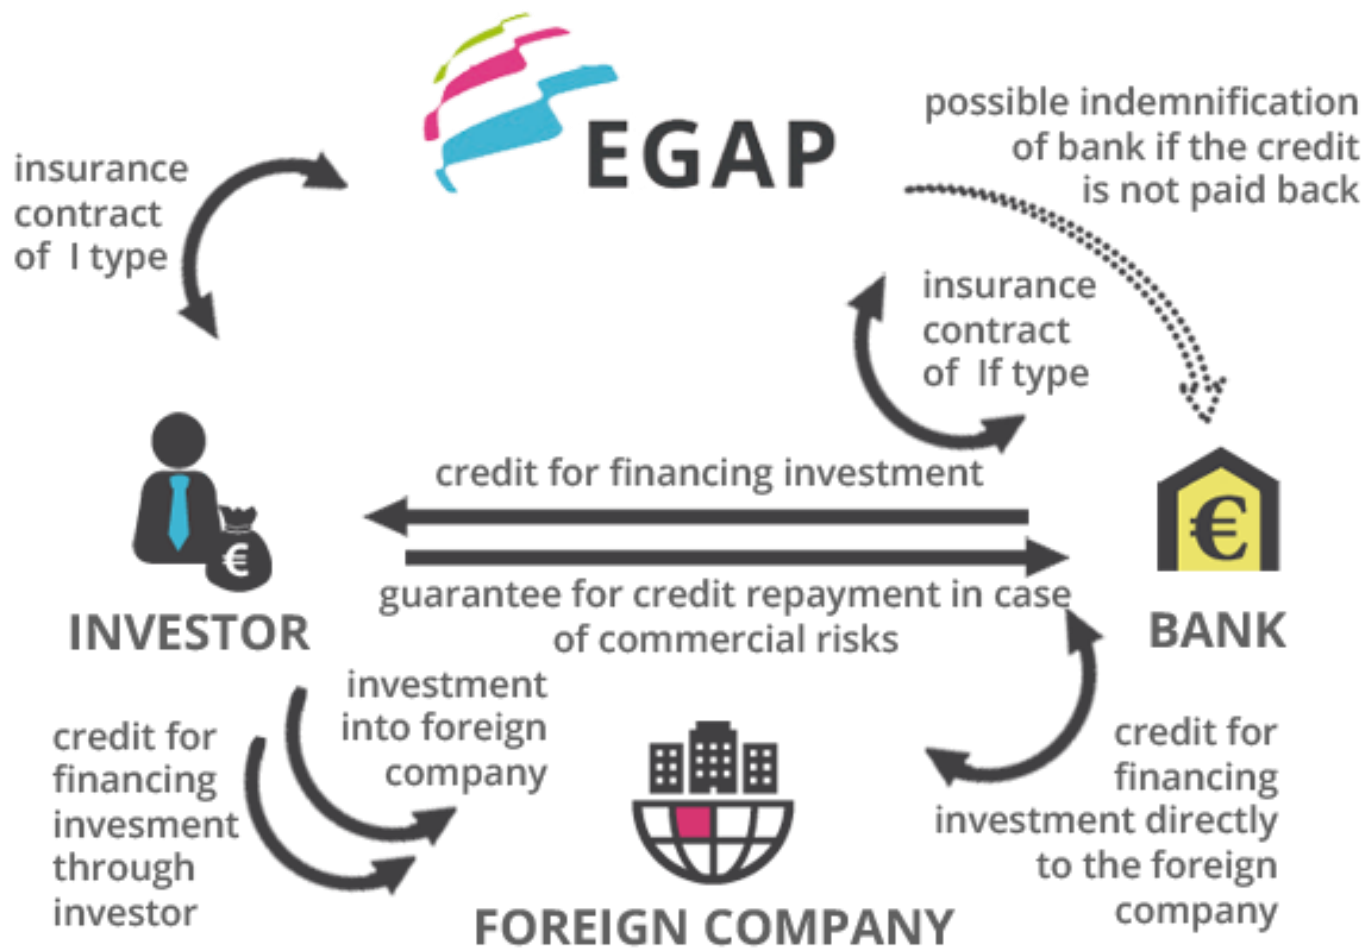 EGAP
possible indemnification
of bank if the credit
is not paid back
insurance
contract
of I type
insurance
contract
of If type
credit for financing investment
€
€
guarantee for credit repayment in case
of commercial risks
INVESTOR
BANK
investment
into foreign
company
credit for
financing
invesment
through
investor
credit for
financing
investment directly
to the foreign
company
FOREIGN COMPANY